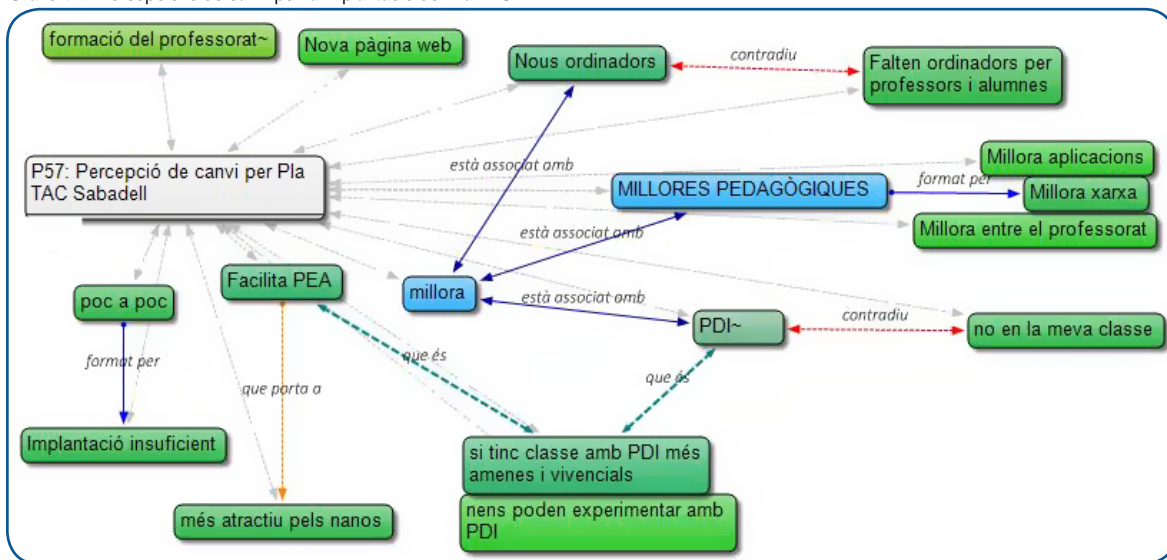 formació del professorat~
Nova pàgina web
Nous ordinadors
contradiu
Falten ordinadors per
professors i alumnes
P57: Percepció de canvi per Pla
TAC Sabadell
està associat amb
MILLORES PEDAGÒGIQUES
format per
Millora aplicacions
Millora xarxa
Millora entre el professorat
està associat amb
poc a poc
Facilita PEA
millora
està associat amb
PDI~
contradiu
no en la meva classe
format per
que porta a
que és
que és
Implantació insuficient
més atractiu pels nanos
si tinc classe amb PDI més
amenes i vivencials
nens poden experimentar amb
PDI